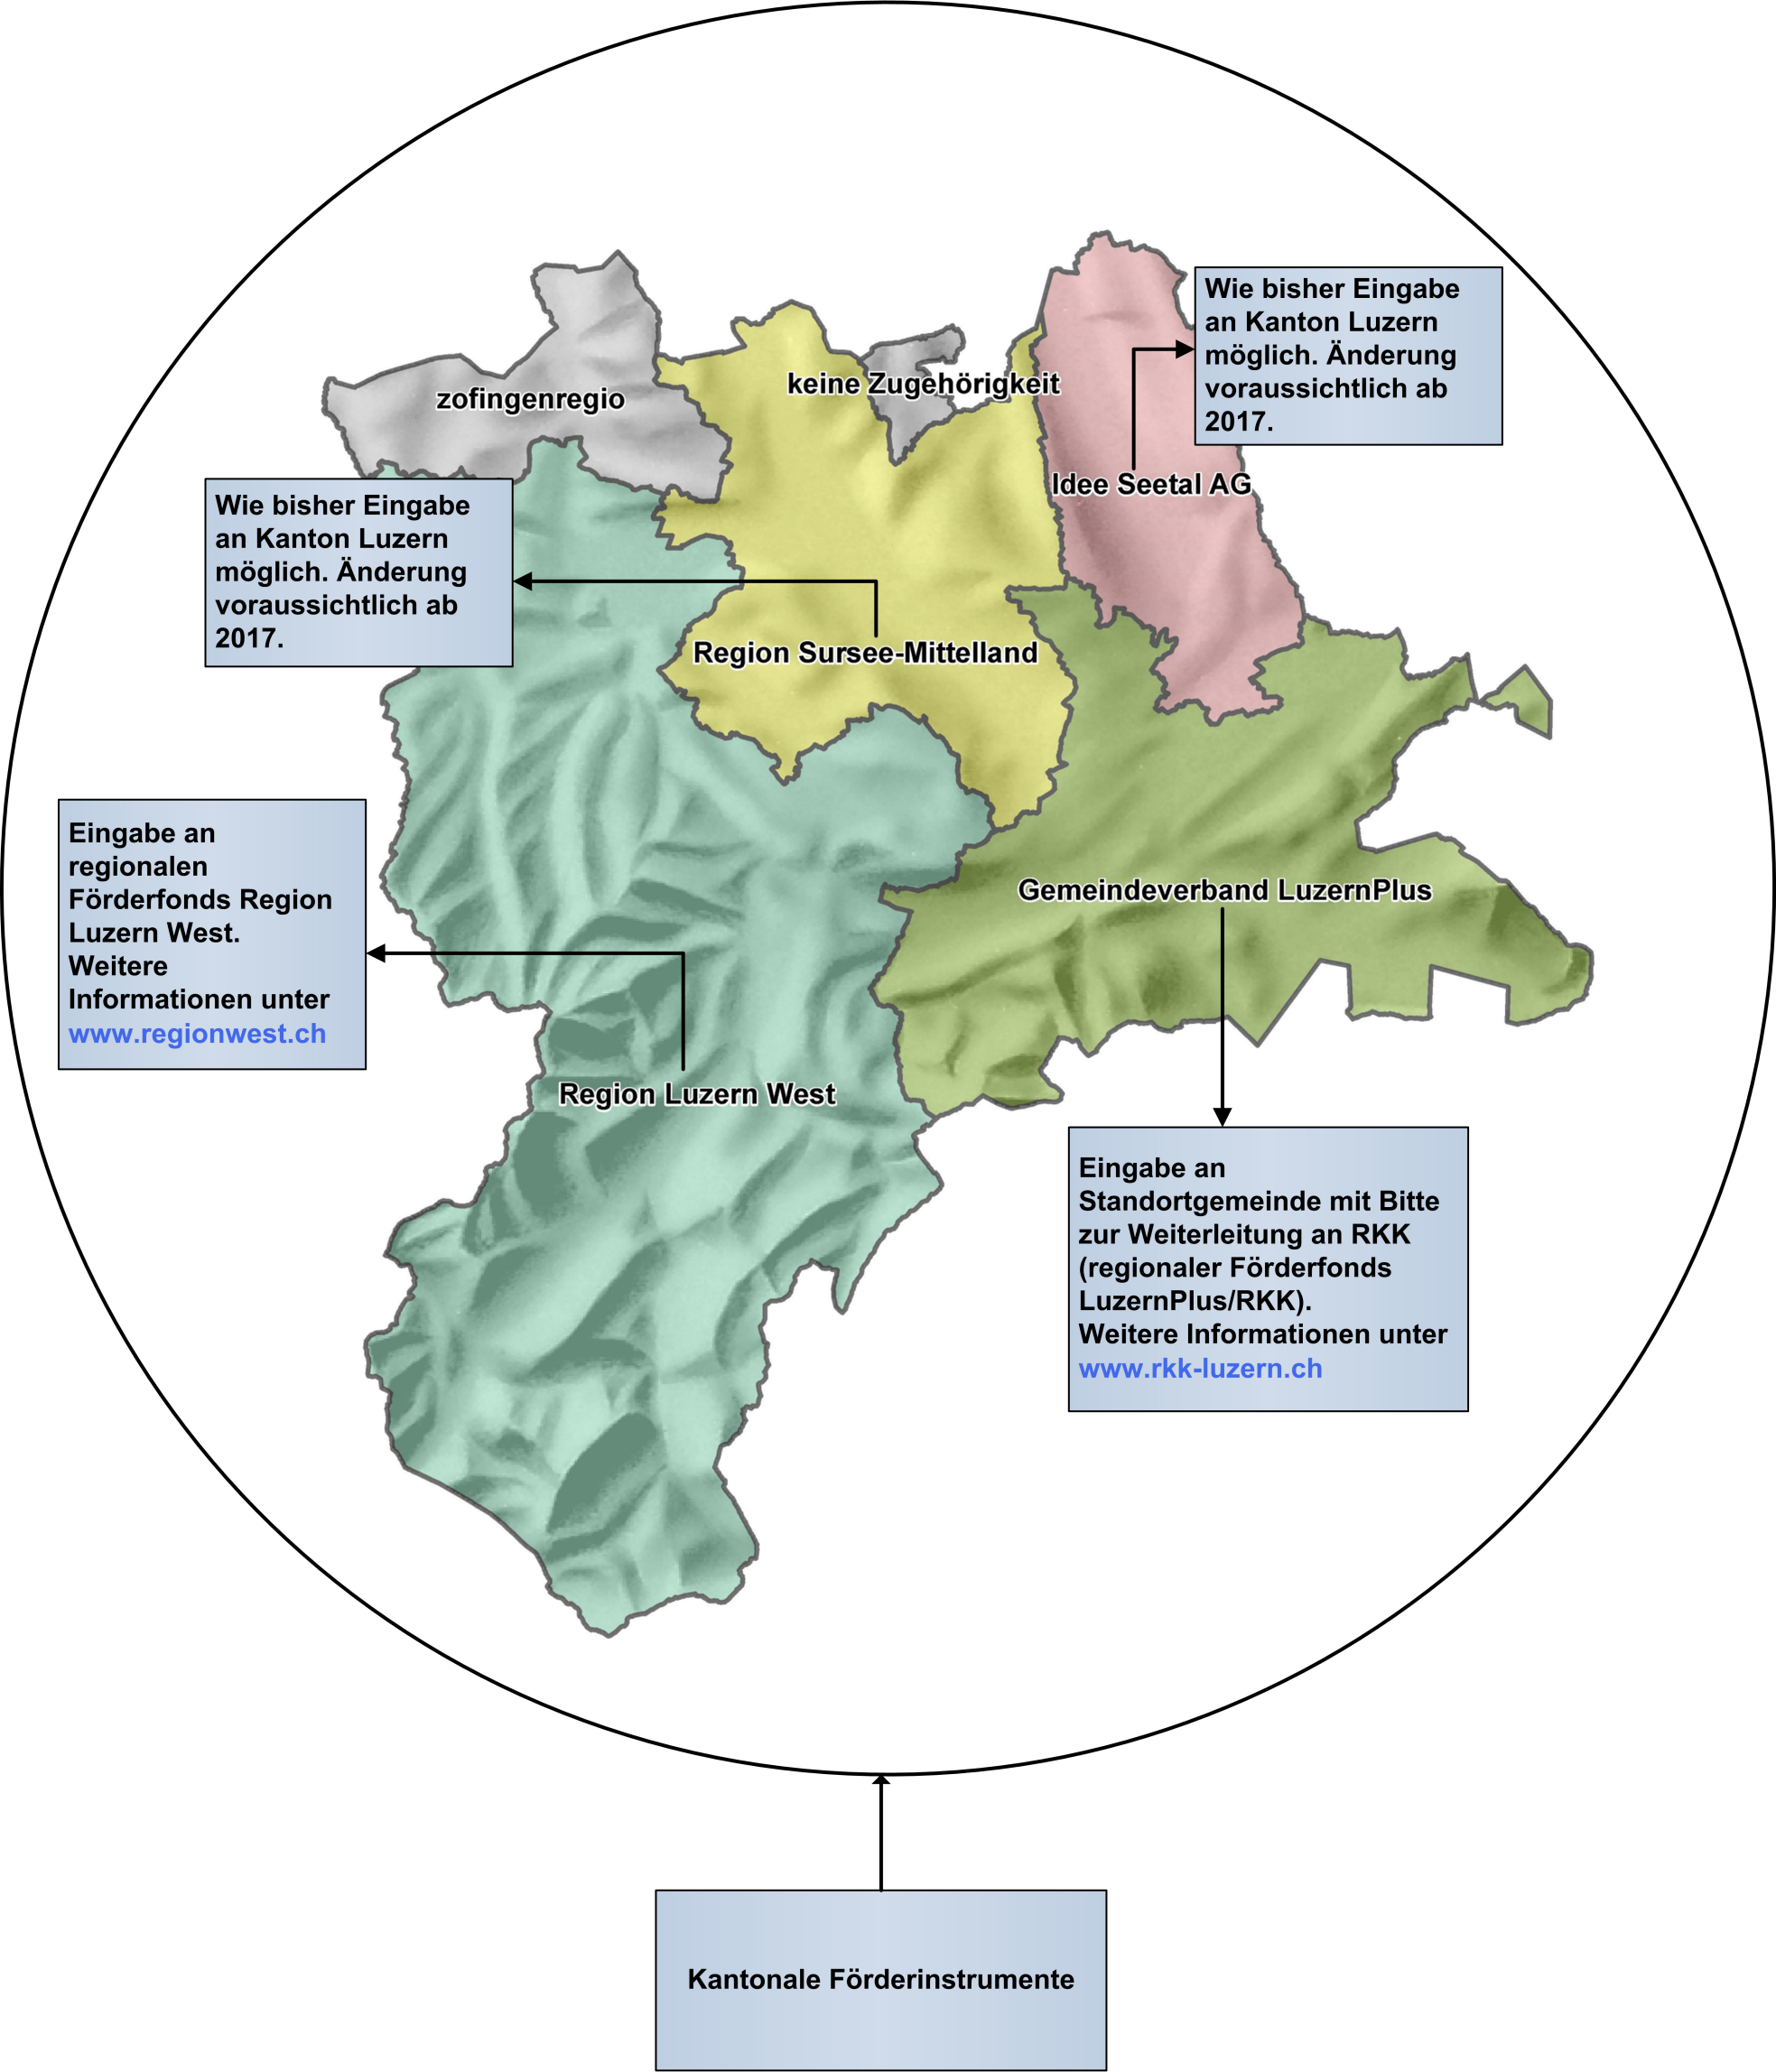 Wie bisher Eingabe
an Kanton Luzern
möglich. Änderung
voraussichtlich ab
2017.
keine Zugehörigkeit
zofingenregio
Idee Seetal AG
Wie bisher Eingabe
an Kanton Luzern
möglich. Änderung
voraussichtlich ab
2017.
Region Sursee-Mittelland
Eingabe an
regionalen
Förderfonds Region
Luzern West.
Weitere
Informationen unter
www.regionwest.ch
Gemeindeverband LuzernPlus
Region Luzern West
Eingabe an
Standortgemeinde mit Bitte
zur Weiterleitung an RKK
(regionaler Förderfonds
LuzernPlus/RKK).
Weitere Informationen unter
www.rkk-luzern.ch
Kantonale Förderinstrumente